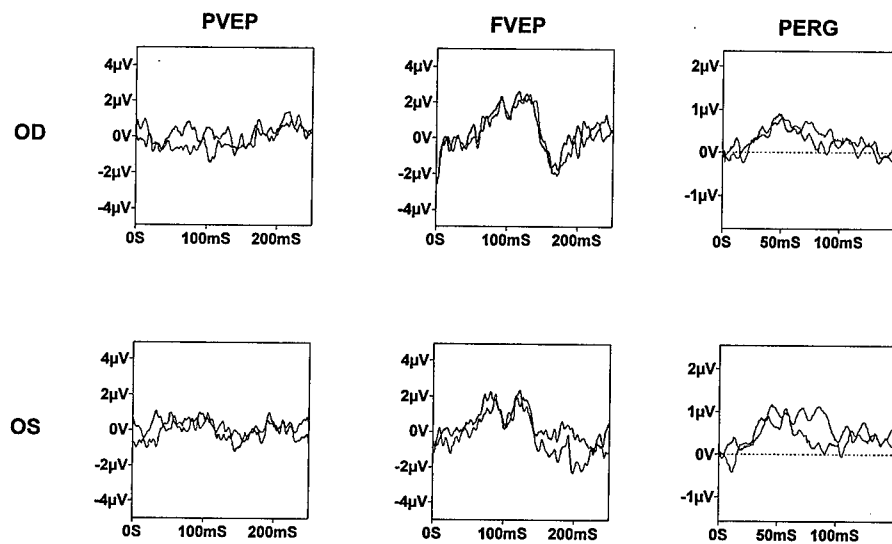 PVEP FVEP PERG
OD
4µV
2µV
0V
-2µV
-4µV
0S 100mS 200mS
4µV
2µV
0V
-2µV
-4µV
0S 100mS 200mS
2µV
1µV
0V
-1µV
0S 50mS 100mS
OS
4µV
2µV
0V
-2µV
-4µV
0S 100mS 200mS
4µV
2µV
0V
-2µV
-4µV
0S 100mS 200mS
2µV
1µV
0V
-1µV
0S 50mS 100mS